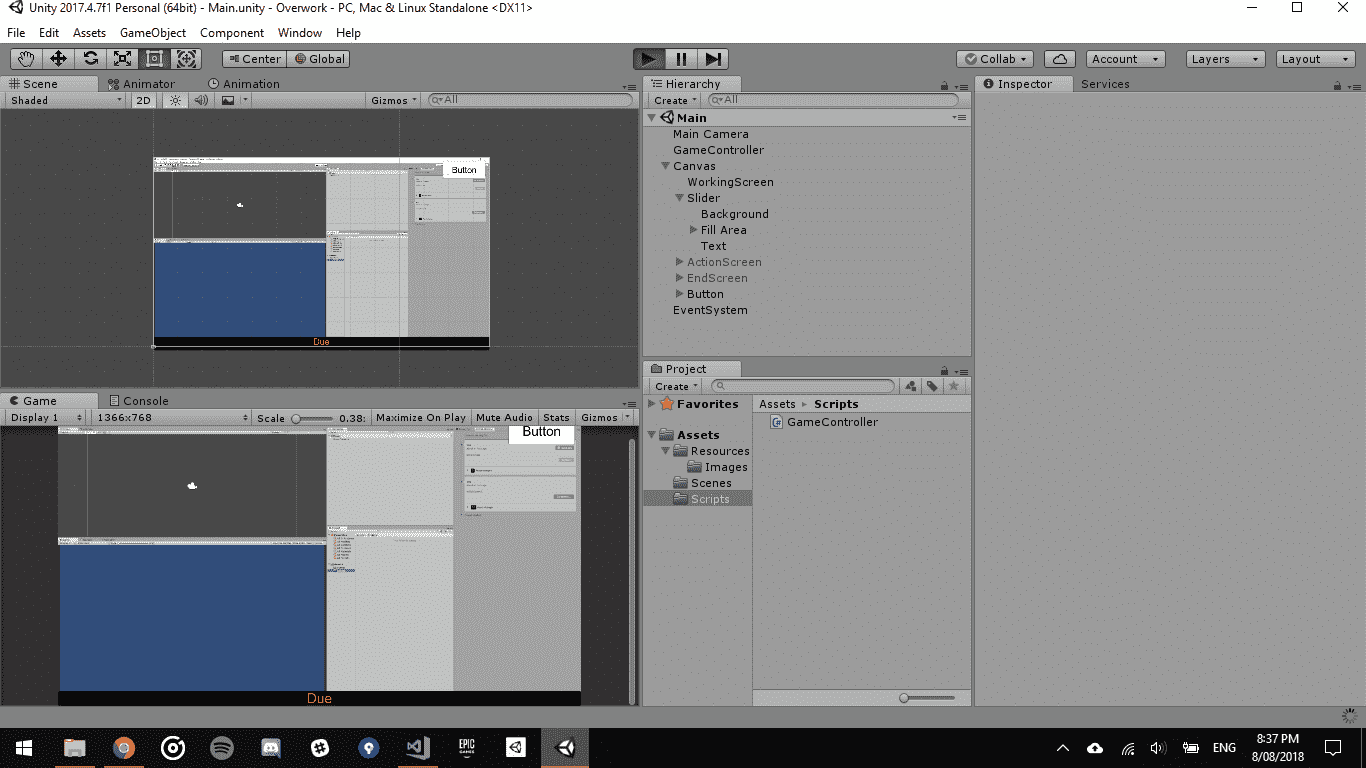 Unity 2017.4.7f1 Personal (64bit) - Main.unity - Overwork - PC, Mac & Linux Standalone <DX11>
File Edit Assets GameObject Component Window Help
Center Global Collab Account Layers Layout
Scene Animator Animation
Shaded 2D Gizmos All
Button
Due
Game Console
Display 1 1366x768 Scale 0.38: Maximize On Play Mute Audio Stats Gizmos
Button
Due
Hierarchy
Create All
Main
Main Camera
GameController
Canvas
WorkingScreen
Slider
Background
Fill Area
Text
ActionScreen
EndScreen
Button
EventSystem
Project
Create
Favorites
Assets
Resources
Images
Scenes
Scripts
Assets Scripts
GameController
Inspector Services
EPIC GAMES
ENG
8:37 PM
8/08/2018